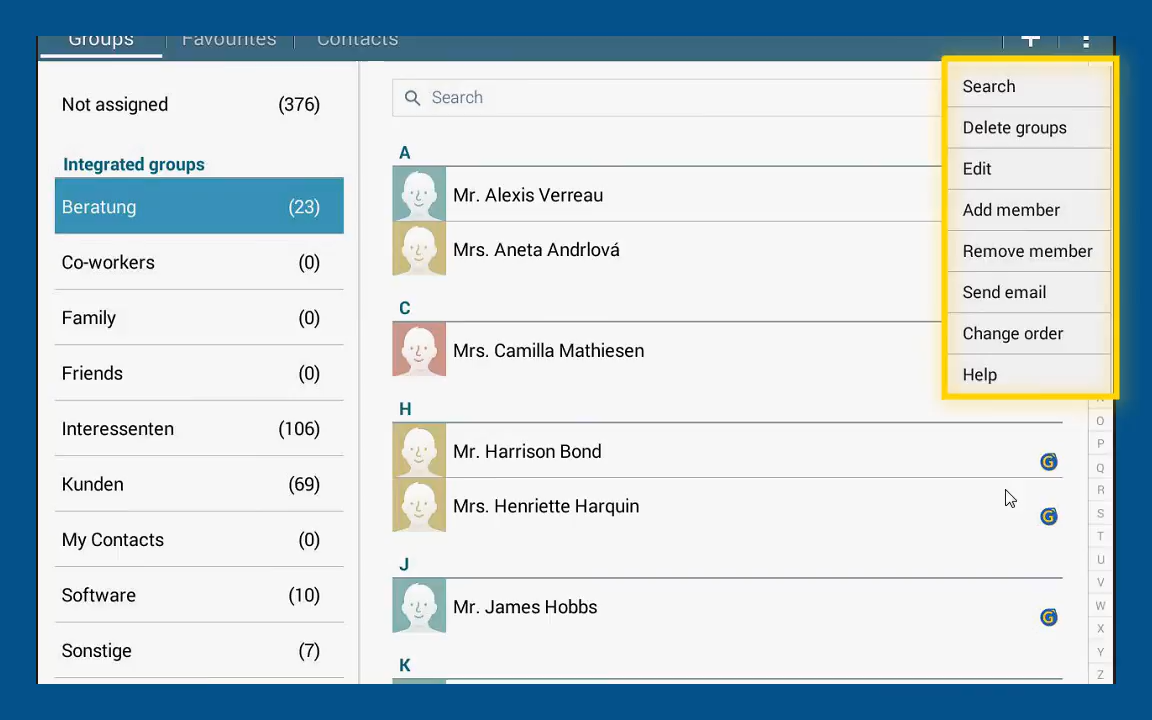 Groups
Favourites
Contacts
Not assigned (376)
Integrated groups
Beratung (23)
Co-workers (0)
Family (0)
Friends (0)
Interessenten (106)
Kunden (69)
My Contacts (0)
Software (10)
Sonstige (7)
Search
A
Mr. Alexis Verreau
Mrs. Aneta Andrlová
C
Mrs. Camilla Mathiesen
H
Mr. Harrison Bond
G
Mrs. Henriette Harquin
G
J
Mr. James Hobbs
G
K
Search
Delete groups
Edit
Add member
Remove member
Send email
Change order
Help
O
P
Q
R
S
T
U
V
W
X
Y
Z